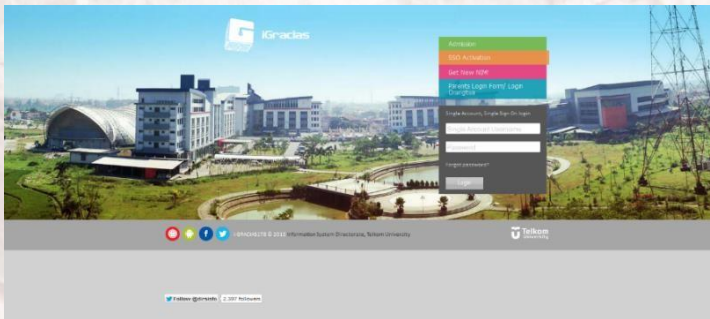 iGracias
Admission
SSO Activation
Get New NIM
Parents Login Form/ Login
Orangtua
Single Account, Single Sign On login
Single Account Username
Password
Forgot password?
login
Information System Directorate, Telkom University
Telkom
University
Follow @dirsisfo
followers